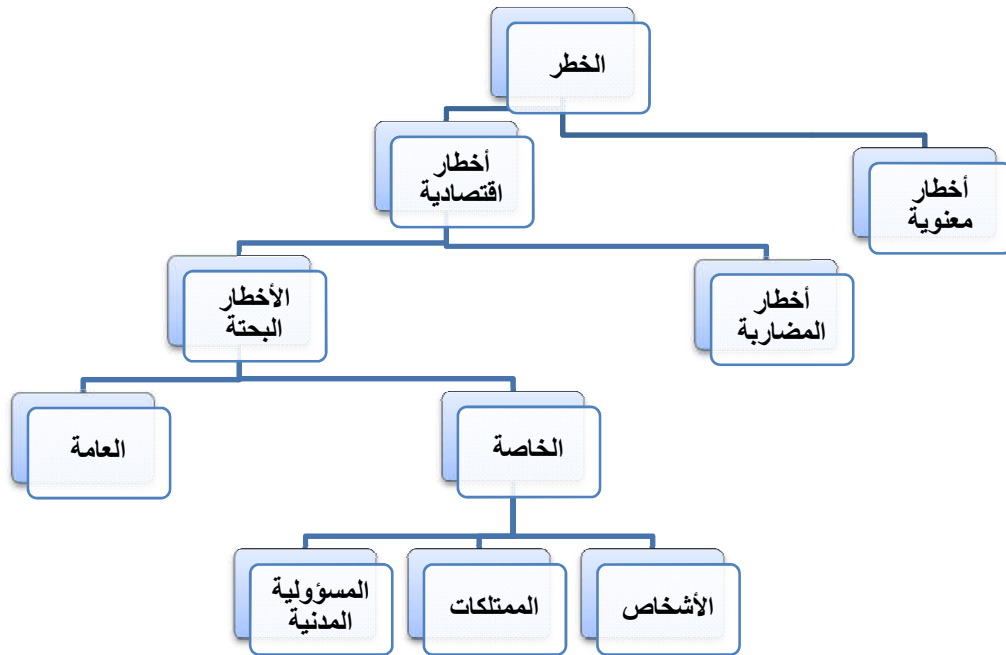 الخطر
أخطار
معنوية
أخطار
اقتصادية
أخطار
المضاربة
الأخطار
البحتة
الخاصة
العامة
الأشخاص
الممتلكات
المسؤولية
المدنية